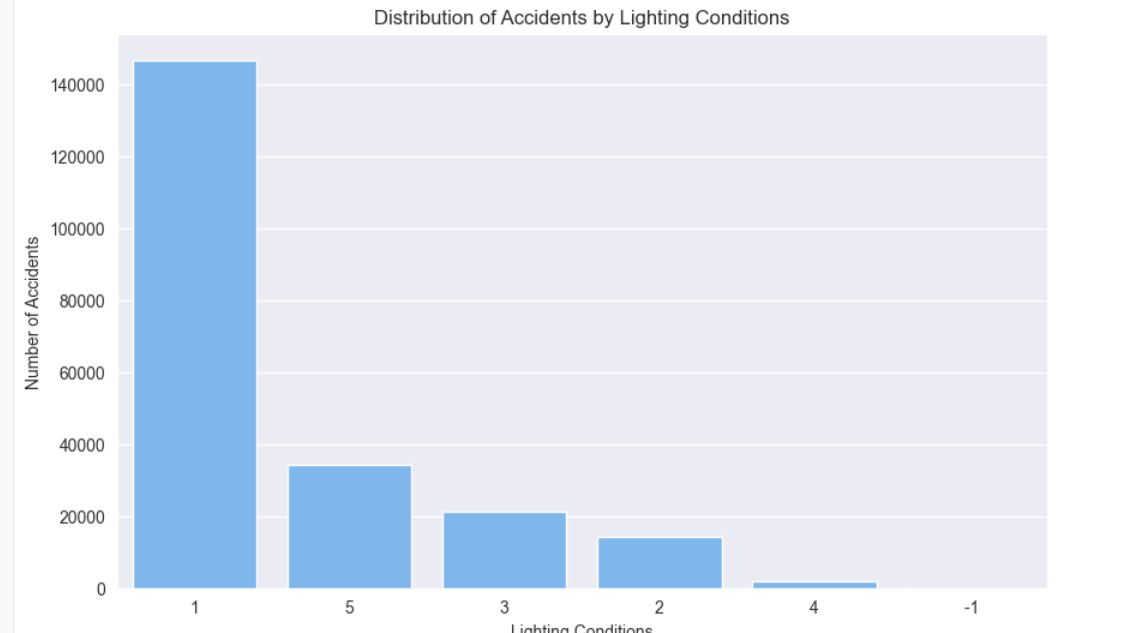 Distribution of Accidents by Lighting Conditions
140000
120000
100000
80000
60000
40000
20000
0
Number of Accidents
1 5 3 2 4 -1
Lighting Conditions